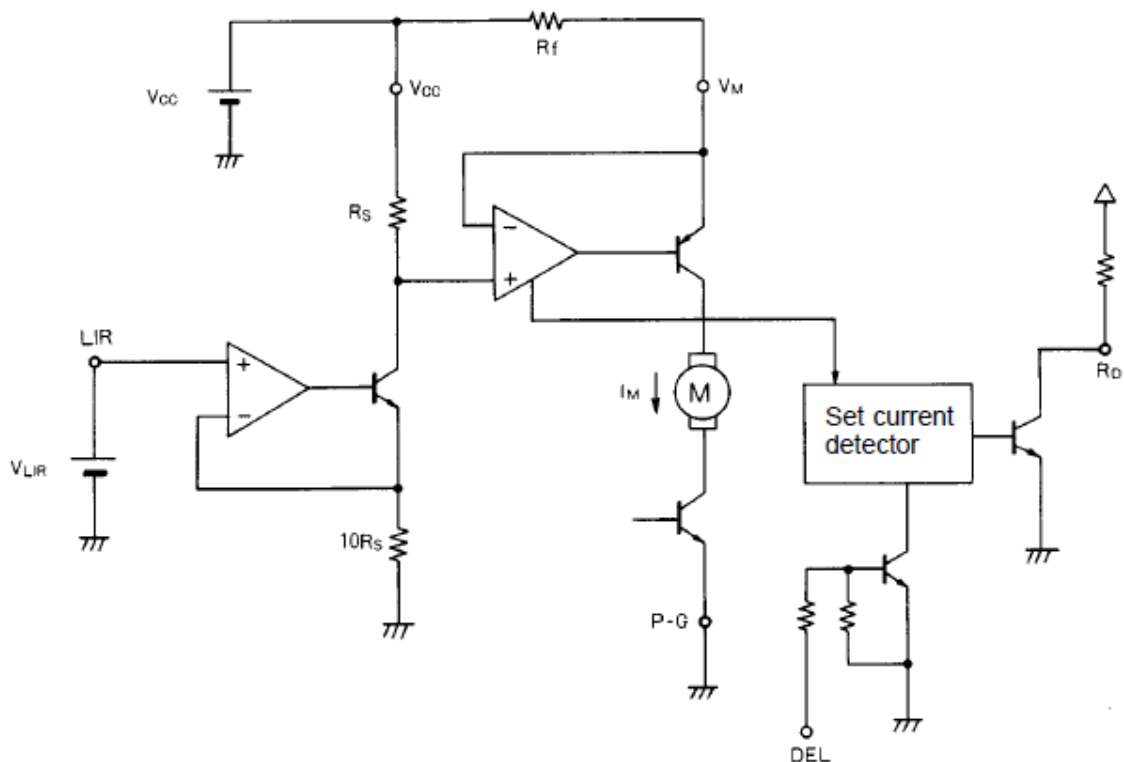 Rf
VCC
VCC
VM
RS
−
+
LIR
+
−
VLIR
10RS
IM
M
RD
Set current
detector
P-G
DEL